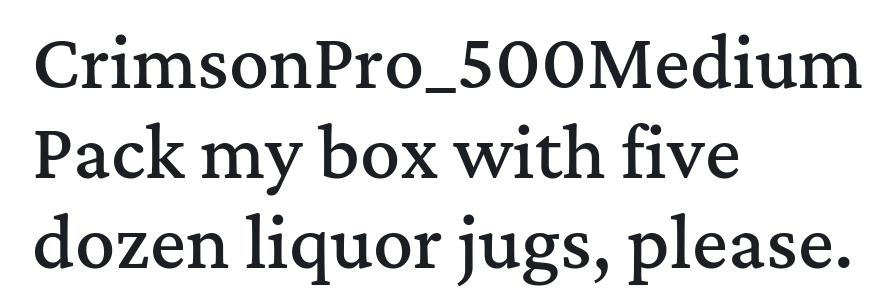 CrimsonPro_500Medium
Pack my box with five
dozen liquor jugs, please.